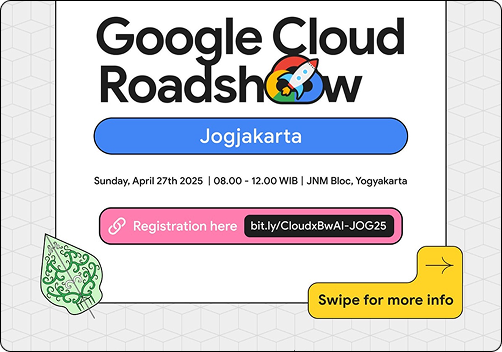 Google Cloud
Roadshow
Jogjakarta
Sunday, April 27th 2025 | 08.00 - 12.00 WIB | JNM Bloc, Yogyakarta
Registration here bit.ly/CloudxBwAI-JOG25
Swipe for more info